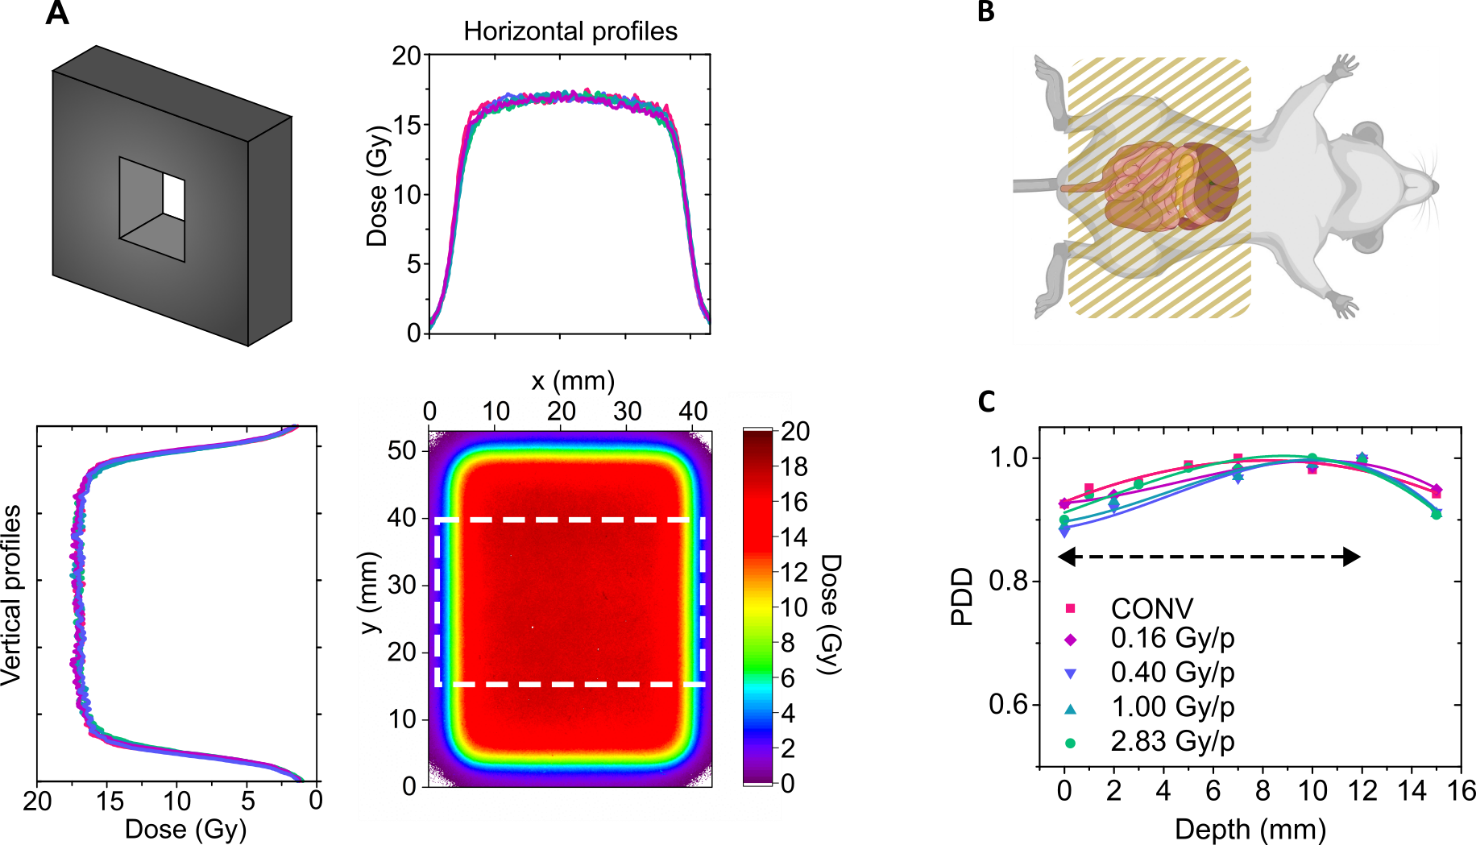 A
Horizontal profiles
20
15
10
5
0
Dose (Gy)
B
Vertical profiles
20
15
10
5
0
Dose (Gy)
x (mm)
0
10
20
30
40
50
40
30
20
10
0
y (mm)
20
18
16
14
12
10
8
6
4
2
0
Dose (Gy)
C
1.0
0.8
0.6
PDD
CONV
0.16 Gy/p
0.40 Gy/p
1.00 Gy/p
2.83 Gy/p
0
2
4
6
8
10
12
14
16
Depth (mm)